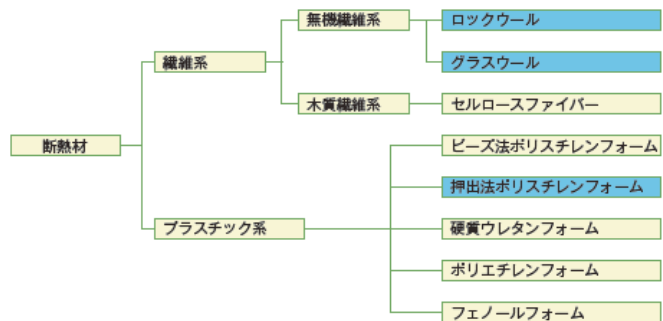 無機繊維系
ロックウール
繊維系
グラスウール
木質繊維系
セルロースファイバー
断熱材
ビーズ法ポリスチレンフォーム
押出法ポリスチレンフォーム
プラスチック系
硬質ウレタンフォーム
ポリエチレンフォーム
フェノールフォーム